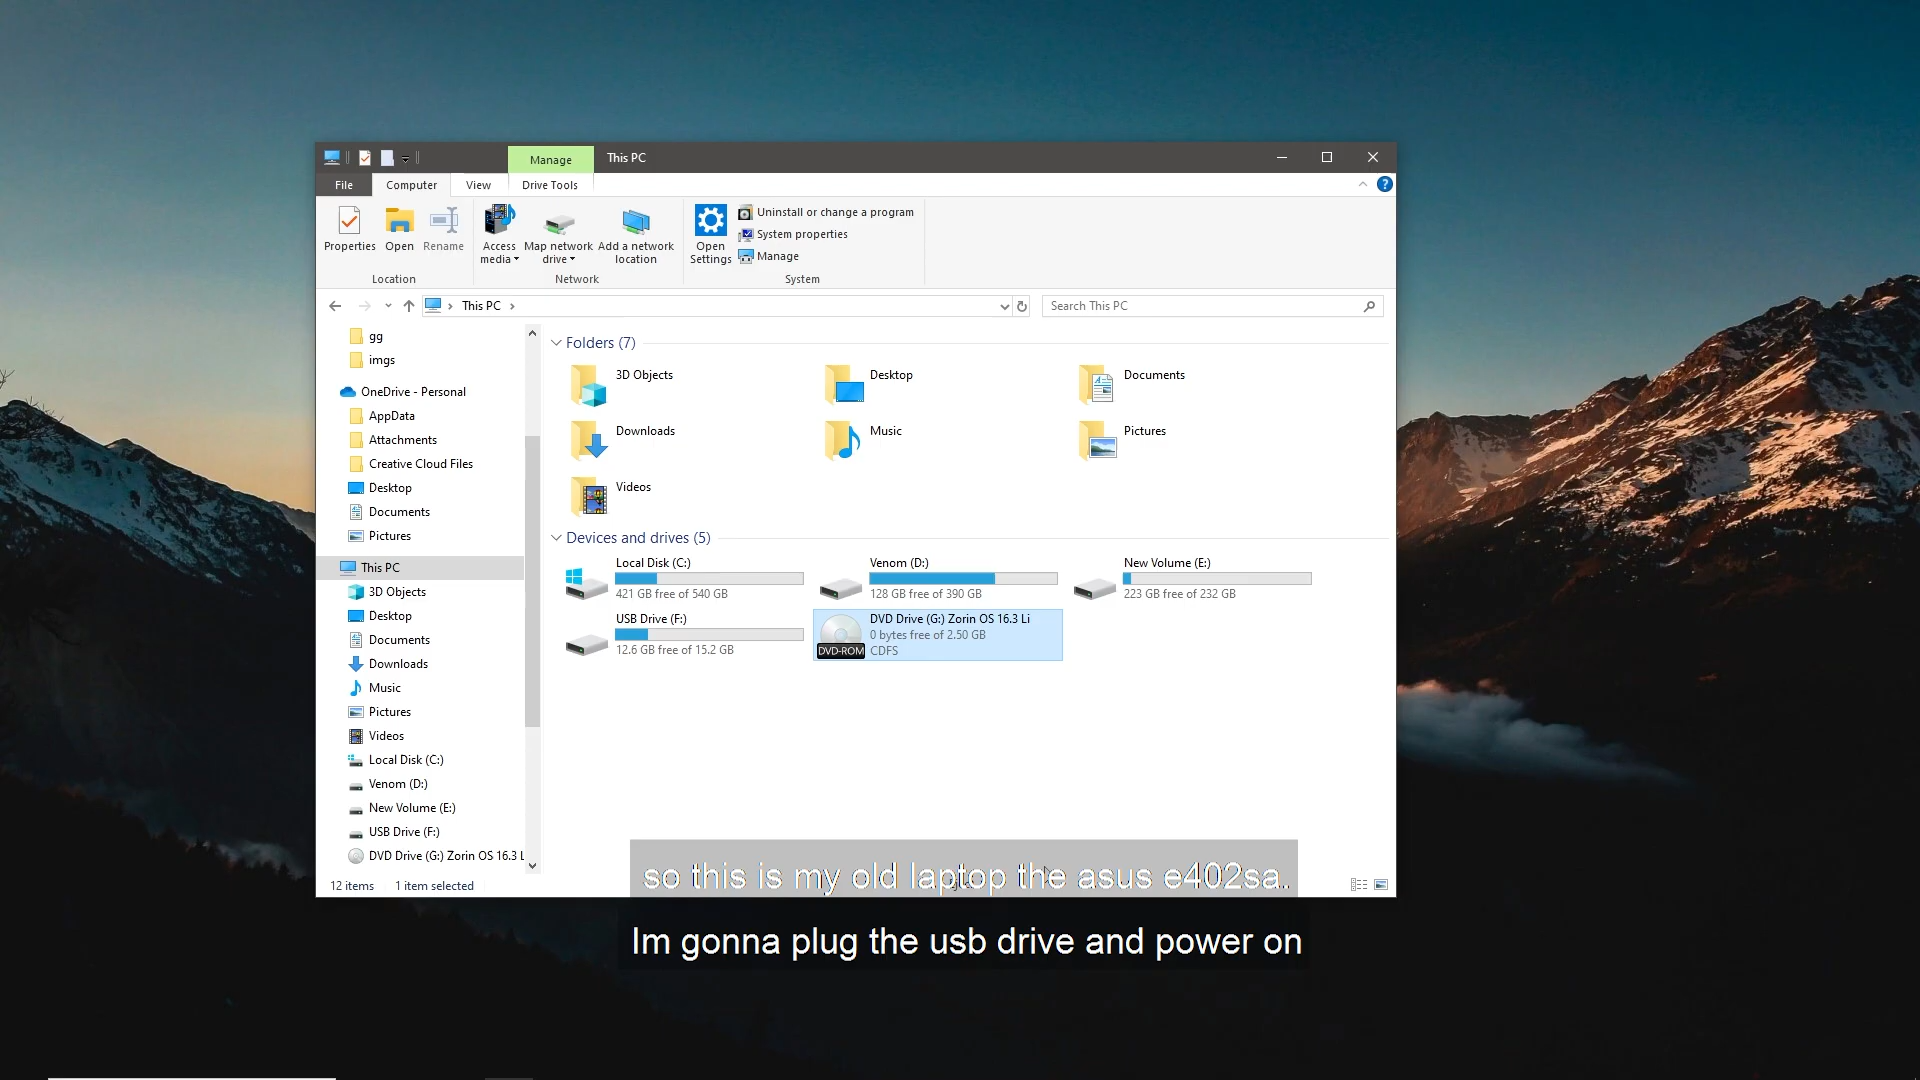 Manage
This PC
File
Computer
View
Drive Tools
Properties
Open
Rename
Access media
Map network drive
Add a network location
Open Settings
Uninstall or change a program
System properties
Manage
Location
Network
System
This PC
Search This PC
gg
imgs
OneDrive - Personal
AppData
Attachments
Creative Cloud Files
Desktop
Documents
Pictures
This PC
3D Objects
Desktop
Documents
Downloads
Music
Pictures
Videos
Local Disk (C:)
Venom (D:)
New Volume (E:)
USB Drive (F:)
DVD Drive (G:) Zorin OS 16.3 L
Folders (7)
3D Objects
Desktop
Documents
Downloads
Music
Pictures
Videos
Devices and drives (5)
Local Disk (C:)
421 GB free of 540 GB
Venom (D:)
128 GB free of 390 GB
New Volume (E:)
223 GB free of 232 GB
USB Drive (F:)
12.6 GB free of 15.2 GB
DVD-ROM
DVD Drive (G:) Zorin OS 16.3 Li
0 bytes free of 2.50 GB
CDFS
12 items
1 item selected
so this is my old laptop the asus e402sa.
Im gonna plug the usb drive and power on